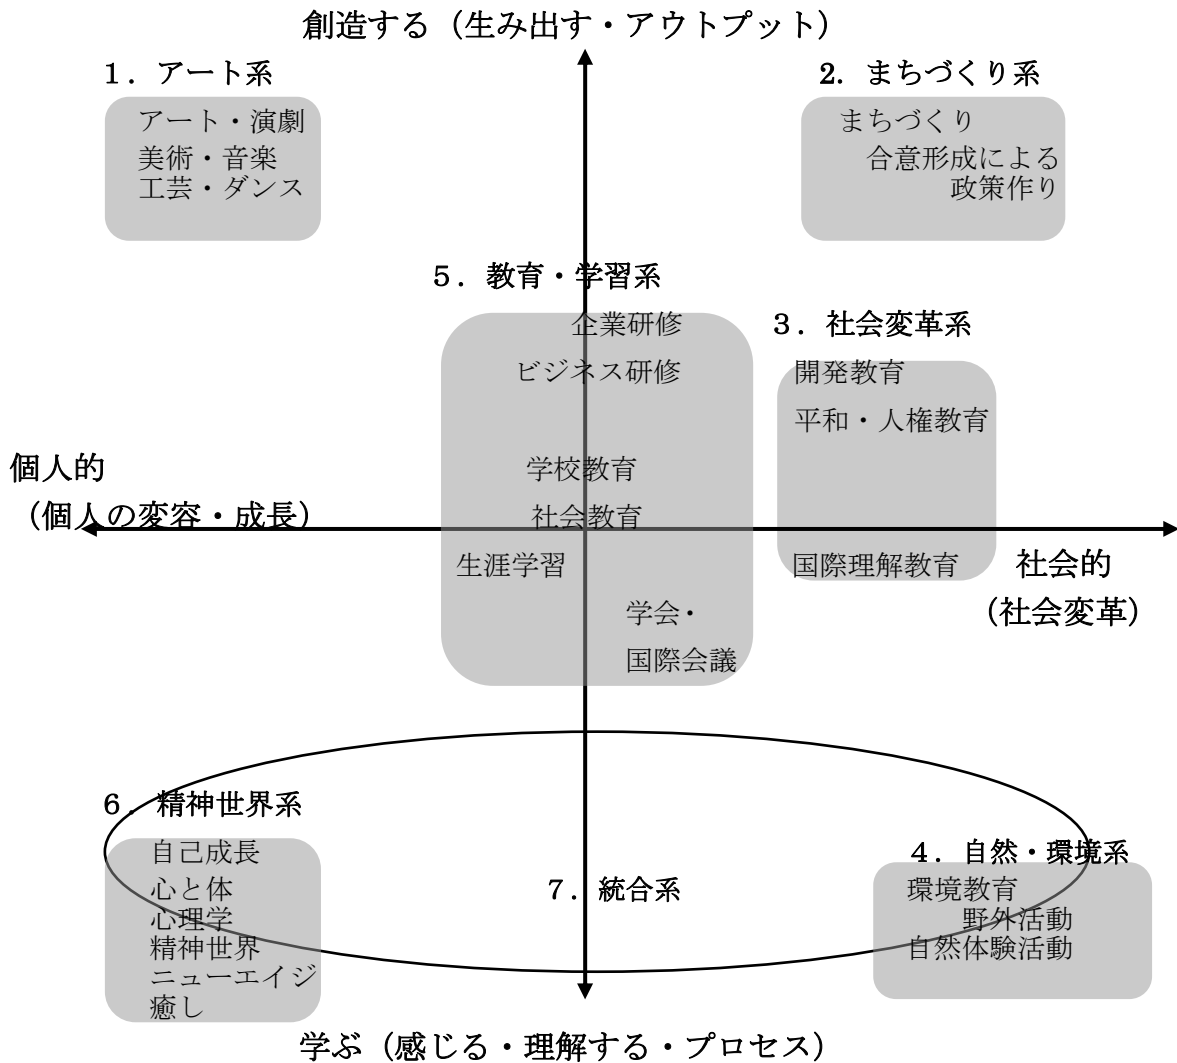 創造する（生み出す・アウトプット）
１．アート系
アート・演劇
美術・音楽
工芸・ダンス
2．まちづくり系
まちづくり
合意形成による
政策作り
５．教育・学習系
企業研修
ビジネス研修
学校教育
社会教育
生涯学習
学会・
国際会議
３．社会変革系
開発教育
平和・人権教育
国際理解教育
個人的
（個人の変容・成長）
社会的
（社会変革）
６．精神世界系
自己成長
心と体
心理学
精神世界
ニューエイジ
癒し
７．統合系
４．自然・環境系
環境教育
野外活動
自然体験活動
学ぶ（感じる・理解する・プロセス）